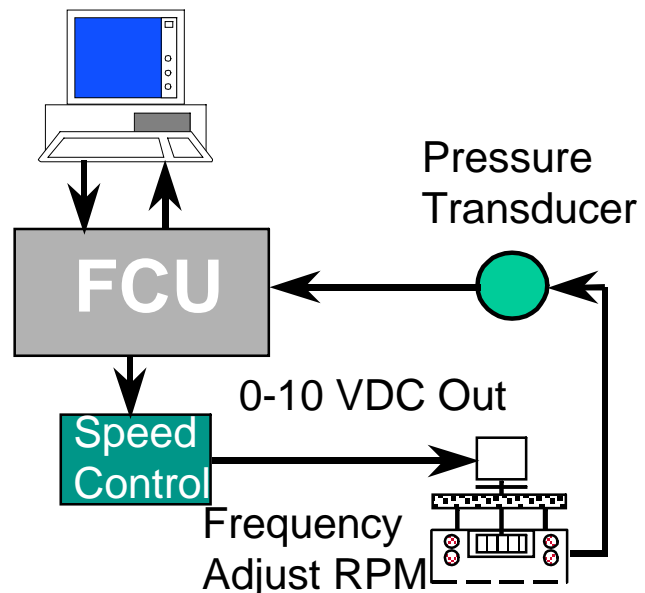 Pressure
Transducer
FCU
0-10 VDC Out
Speed
Control
Frequency
Adjust RPM